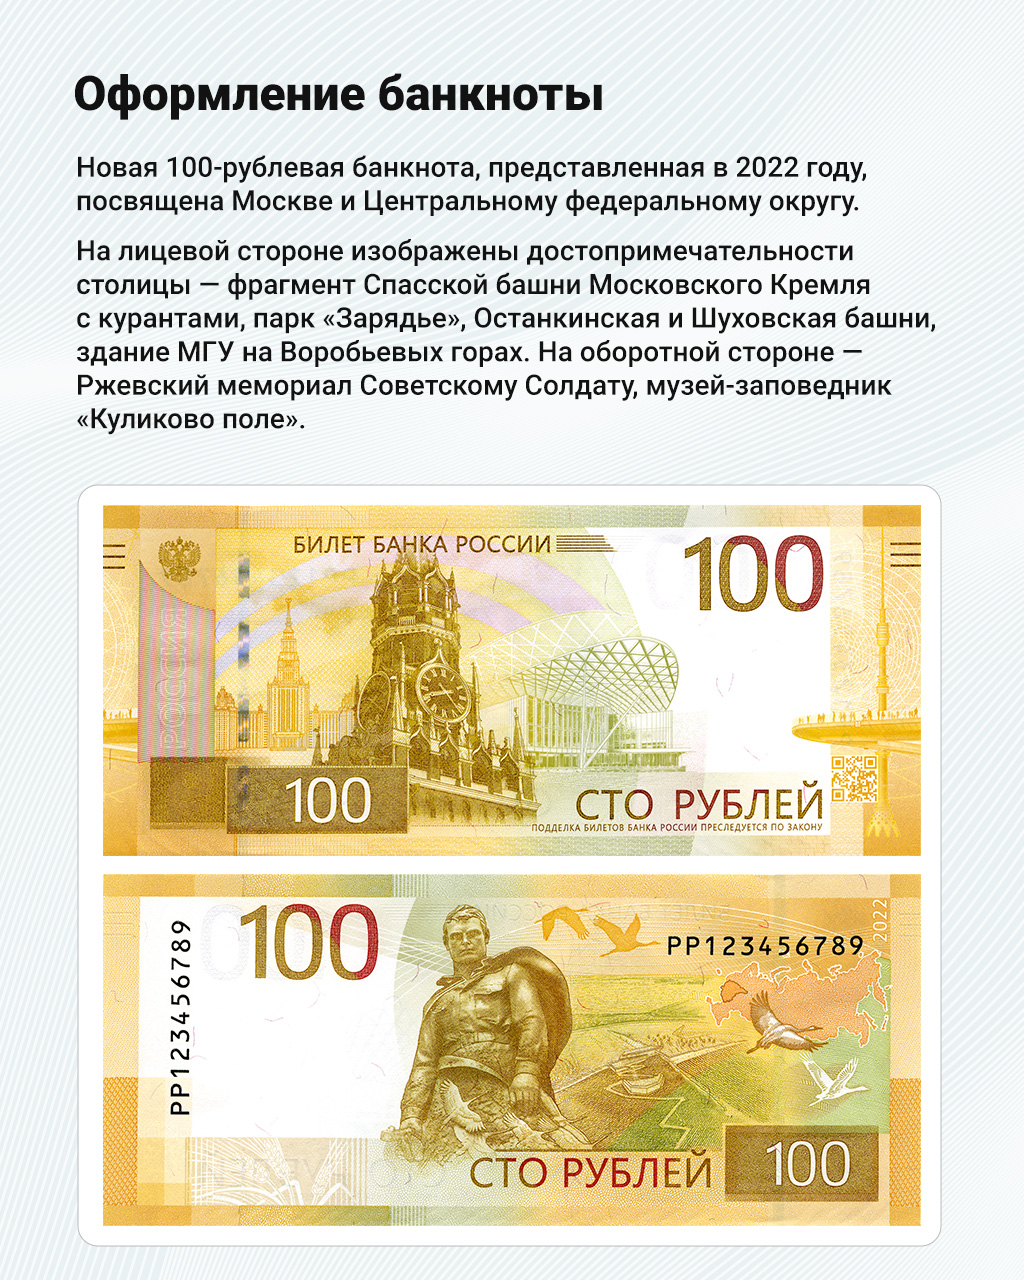 Оформление банкноты
Новая 100-рублевая банкнота, представленная в 2022 году,
посвящена Москве и Центральному федеральному округу.
На лицевой стороне изображены достопримечательности
столицы — фрагмент Спасской башни Московского Кремля
с курантами, парк «Зарядье», Останкинская и Шуховская башни,
здание МГУ на Воробьевых горах. На оборотной стороне —
Ржевский мемориал Советскому Солдату, музей-заповедник
«Куликово поле».
БИЛЕТ БАНКА РОССИИ
100
РОССИЯ
100
СТО РУБЛЕЙ
ПОДДЕЛКА БИЛЕТОВ БАНКА РОССИИ ПРЕСЛЕДУЕТСЯ ПО ЗАКОНУ
100
РР123456789
2022
РР123456789
СТО РУБЛЕЙ
100